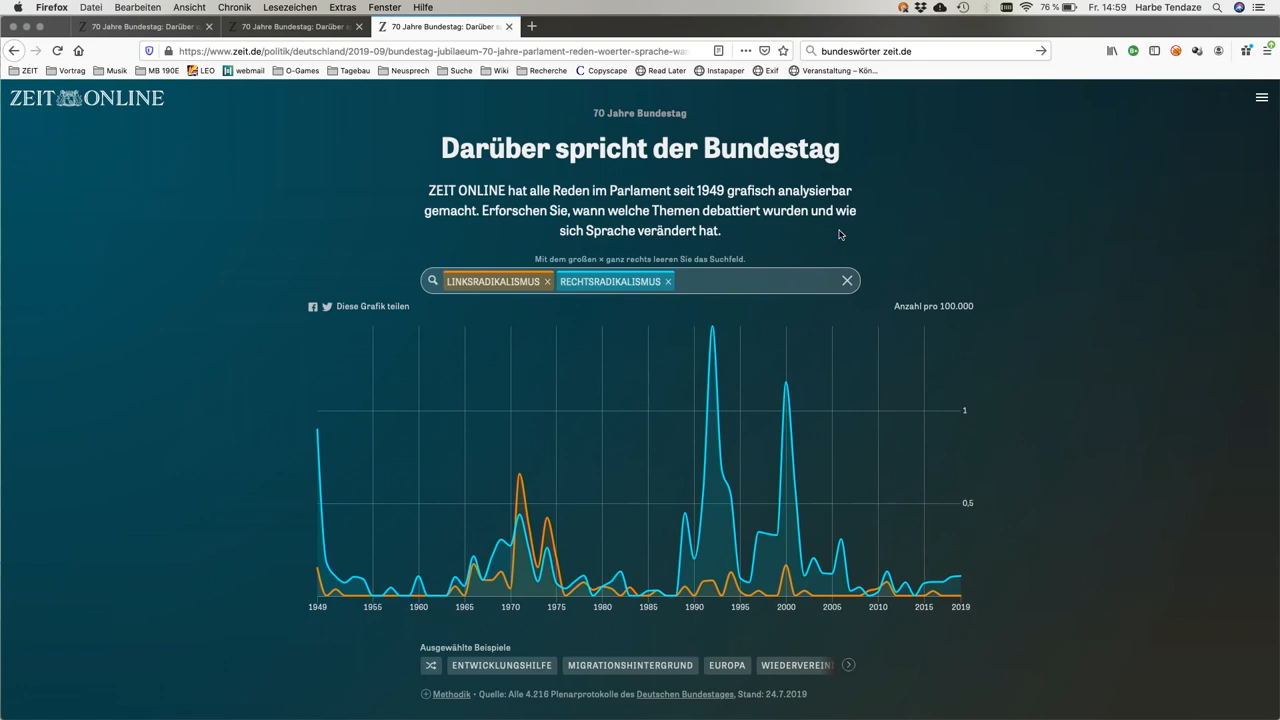 Firefox Datei Bearbeiten Ansicht Chronik Lesezeichen Extras Fenster Hilfe 76 % Fr. 14:59 Harbe Tendaze
70 Jahre Bundestag: Darüber s × 70 Jahre Bundestag: Darüber s × 70 Jahre Bundestag: Darüber s × +
https://www.zeit.de/politik/deutschland/2019-09/bundestag-jubilaeum-70-jahre-parlament-reden-woerter-sprache-wan bundeswörter zeit.de
ZEIT Vortrag Musik MB 190E LEO webmail O-Games Tagebau Neusprech Suche Wiki Recherche Copyscape Read Later Instapaper Exif Veranstaltung – Kön...
ZEIT ONLINE
70 Jahre Bundestag
Darüber spricht der Bundestag
ZEIT ONLINE hat alle Reden im Parlament seit 1949 grafisch analysierbar
gemacht. Erforschen Sie, wann welche Themen debattiert wurden und wie
sich Sprache verändert hat.
Mit dem großen × ganz rechts leeren Sie das Suchfeld.
LINKSRADIKALISMUS × RECHTSRADIKALISMUS ×
Diese Grafik teilen Anzahl pro 100.000
1
0,5
1949 1955 1960 1965 1970 1975 1980 1985 1990 1995 2000 2005 2010 2015 2019
Ausgewählte Beispiele
ENTWICKLUNGSHILFE MIGRATIONSHINTERGRUND EUROPA WIEDERVEREIN
Methodik • Quelle: Alle 4.216 Plenarprotokolle des Deutschen Bundestages, Stand: 24.7.2019